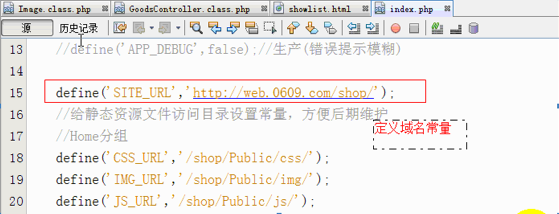 Image.class.php GoodsController.class.php showlist.html index.php
源 历史记录
13 //define('APP_DEBUG',false);//生产(错误提示模糊)
14
15 define('SITE_URL','http://web.0609.com/shop/');
16 //给静态资源文件访问目录设置常量，方便后期维护
定义域名常量
17 //Home分组
18 define('CSS_URL','/shop/Public/css/');
19 define('IMG_URL','/shop/Public/img/');
20 define('JS_URL','/shop/Public/js/');